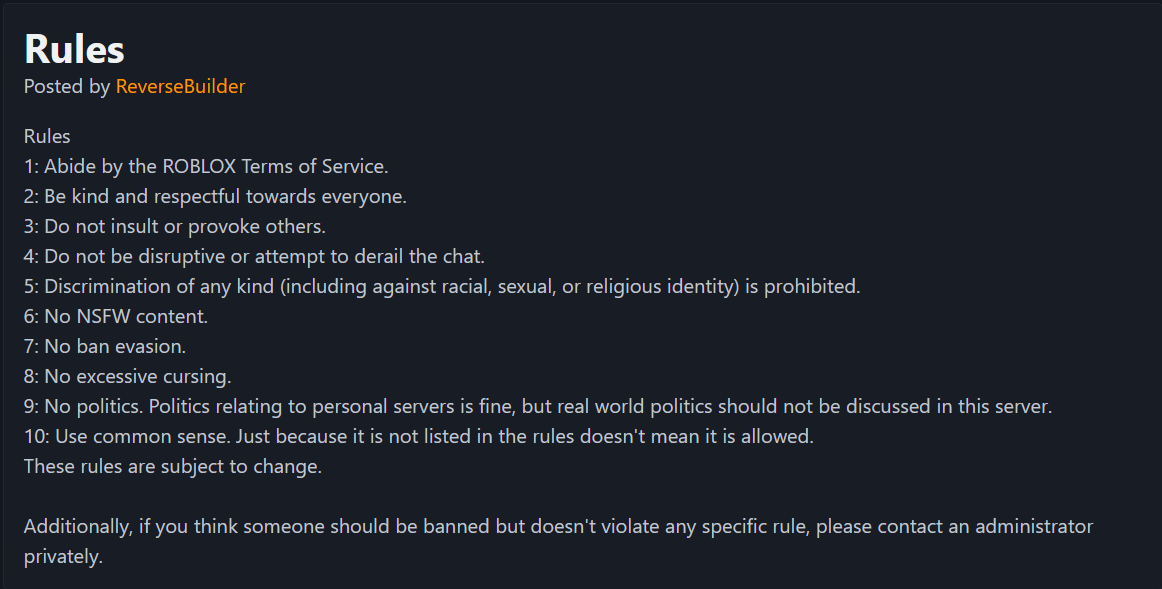 Rules
Posted by ReverseBuilder
Rules
1: Abide by the ROBLOX Terms of Service.
2: Be kind and respectful towards everyone.
3: Do not insult or provoke others.
4: Do not be disruptive or attempt to derail the chat.
5: Discrimination of any kind (including against racial, sexual, or religious identity) is prohibited.
6: No NSFW content.
7: No ban evasion.
8: No excessive cursing.
9: No politics. Politics relating to personal servers is fine, but real world politics should not be discussed in this server.
10: Use common sense. Just because it is not listed in the rules doesn't mean it is allowed.
These rules are subject to change.
Additionally, if you think someone should be banned but doesn't violate any specific rule, please contact an administrator
privately.